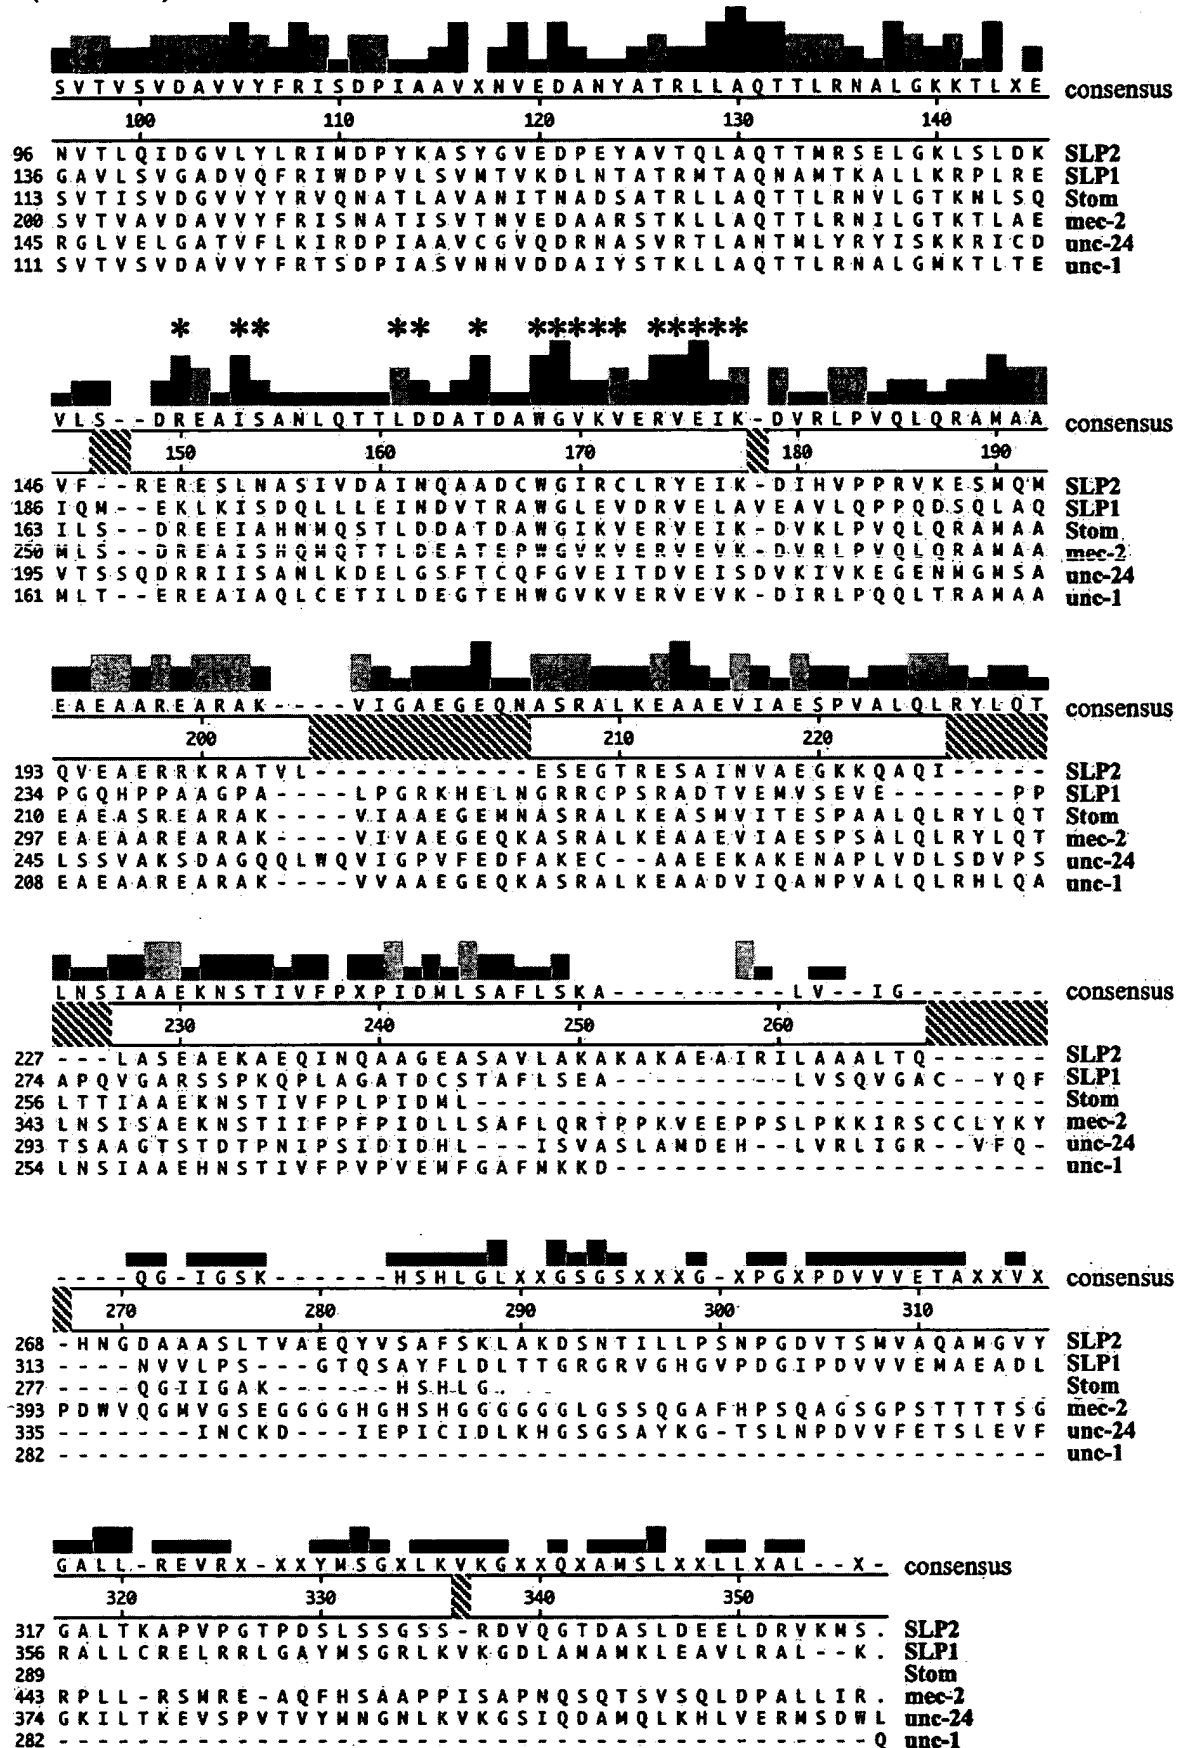 S V T V S V D A V V Y F R I S D P I A A V X N V E D A N Y A T R L L A Q T T L R N A L G K K T L X E consensus
100 110 120 130 140
96 N V T L Q I D G V L Y L R I M D P Y K A S Y G V E D P E Y A V T Q L A Q T T M R S E L G K L S L D K SLP2
136 G A V L S V G A D V Q F R I W D P V L S V M T V K D L N T A T R M T A Q N A M T K A L L K R P L R E SLP1
113 S V T I S V D G V V Y Y R V Q N A T L A V A N I T N A D S A T R L L A Q T T L R N V L G T K N L S Q Stom
200 S V T V A V D A V V Y F R I S N A T I S V T N V E D A A R S T K L L A Q T T L R N I L G T K T L A E mec-2
145 R G L V E L G A T V F L K I R D P I A A V C G V Q D R N A S V R T L A N T M L Y R Y I S K K R I C D unc-24
111 S V T V S V D A V V Y F R T S D P I A S V N N V D D A I Y S T K L L A Q T T L R N A L G M K T L T E unc-1
* ** ** * ***** *****
V L S - - D R E A I S A N L Q T T L D D A T D A W G V K V E R V E I K - D V R L P V Q L Q R A M A A consensus
150 160 170 180 190
146 V F - - R E R E S L N A S I V D A I N Q A A D C W G I R C L R Y E I K - D I H V P P R V K E S M Q M SLP2
186 I Q M - - E K L K I S D Q L L L E I N D V T R A W G L E V D R V E L A V E A V L Q P P Q D S Q L A Q SLP1
163 I L S - - D R E E I A H N M Q S T L D D A T D A W G I K V E R V E I K - D V K L P V Q L Q R A M A A Stom
250 M L S - - D R E A I S H Q M Q T T L D E A T E P W G V K V E R V E V K - D V R L P V Q L Q R A M A A mec-2
195 V T S S Q D R R I I S A N L K D E L G S F T C Q F G V E I T D V E I S D V K I V K E G E N M G M S A unc-24
161 M L T - - E R E A I A Q L C E T I L D E G T E H W G V K V E R V E V K - D I R L P Q Q L T R A M A A unc-1
E A E A A R E A R A K - - - - V I G A E G E Q N A S R A L K E A A E V I A E S P V A L Q L R Y L Q T consensus
200 210 220
193 Q V E A E R R K R A T V L - - - - - - - - - - - E S E G T R E S A I N V A E G K K Q A Q I - - - - - SLP2
234 P G Q H P P A A G P A - - - - L P G R K H E L N G R R C P S R A D T V E M V S E V E - - - - - - P P SLP1
210 E A E A S R E A R A K - - - - V I A A E G E M N A S R A L K E A S M V I T E S P A A L Q L R Y L Q T Stom
297 E A E A A R E A R A K - - - - V I V A E G E Q K A S R A L K E A A E V I A E S P S A L Q L R Y L Q T mec-2
245 L S S V A K S D A G Q Q L W Q V I G P V F E D F A K E C - - A A E E K A K E N A P L V D L S D V P S unc-24
208 E A E A A R E A R A K - - - - V V A A E G E Q K A S R A L K E A A D V I Q A N P V A L Q L R H L Q A unc-1
L N S I A A E K N S T I V F P X P I D M L S A F L S K A - - - - - - - - - L V - - I G - - - - - - - consensus
230 240 250 260
227 - - - L A S E A E K A E Q I N Q A A G E A S A V L A K A K A K A E A I R I L A A A L T Q - - - - - - SLP2
274 A P Q V G A R S S P K Q P L A G A T D C S T A F L S E A - - - - - - - - - L V S Q V G A C - - Y Q F SLP1
256 L T T I A A E K N S T I V F P L P I D M L - - - - - - - - - - - - - - - - - - - - - - - - - - - - - Stom
343 L N S I S A E K N S T I I F P F P I D L L S A F L Q R T P P K V E E P P S L P K K I R S C C L Y K Y mec-2
293 T S A A G T S T D T P N I P S I D I D H L - - - I S V A S L A M D E H - - L V R L I G R - - V F Q - unc-24
254 L N S I A A E H N S T I V F P V P V E M F G A F M K K D - - - - - - - - - - - - - - - - - - - - - - unc-1
- - - - Q G - I G S K - - - - - - H S H L G L X X G S G S X X X G - X P G X P D V V V E T A X X V X consensus
270 280 290 300 310
268 - H N G D A A A S L T V A E Q Y V S A F S K L A K D S N T I L L P S N P G D V T S M V A Q A M G V Y SLP2
313 - - - - N V V L P S - - - G T Q S A Y F L D L T T G R G R V G H G V P D G I P D V V V E M A E A D L SLP1
277 - - - - Q G I I G A K - - - - - - H S H L G . Stom
393 P D W V Q G M V G S E G G G G H G H S H G G G G G G L G S S Q G A F H P S Q A G S G P S T T T T S G mec-2
335 - - - - - - - I N C K D - - - I E P I C I D L K H G S G S A Y K G - T S L N P D V V F E T S L E V F unc-24
282 - - - - - - - - - - - - - - - - - - - - - - - - - - - - - - - - - - - - - - - - - - - - - - - - - - unc-1
G A L L - R E V R X - X X Y M S G X L K V K G X X Q X A M S L X X L L X A L - - X - consensus
320 330 340 350
317 G A L T K A P V P G T P D S L S S G S S - R D V Q G T D A S L D E E L D R V K M S . SLP2
356 R A L L C R E L R R L G A Y M S G R L K V K G D L A M A M K L E A V L R A L - - K . SLP1
289 Stom
443 R P L L - R S M R E - A Q F H S A A P P I S A P N Q S Q T S V S Q L D P A L L I R . mec-2
374 G K I L T K E V S P V T V Y M N G N L K V K G S I Q D A M Q L K H L V E R M S D W L unc-24
282 - - - - - - - - - - - - - - - - - - - - - - - - - - - - - - - - - - - - - - - - - Q unc-1